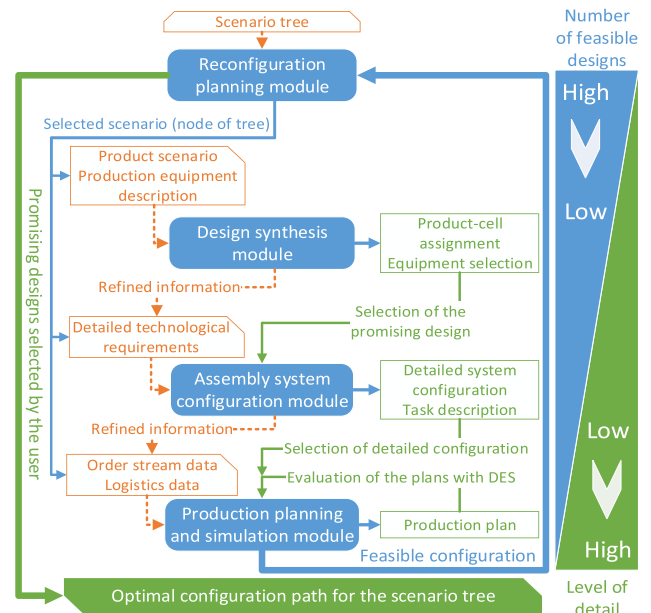 Scenario tree
Number
of feasible
designs
Reconfiguration
planning module
High
Selected scenario (node of tree)
Product scenario
Production equipment
description
Low
Promising designs selected by the user
Design synthesis
module
Product-cell
assignment
Equipment selection
Refined information
Selection of the
promising design
Detailed technological
requirements
Assembly system
configuration module
Detailed system
configuration
Task description
Refined information
Low
Selection of detailed configuration
Order stream data
Logistics data
Evaluation of the plans with DES
Production planning
and simulation module
Production plan
Feasible configuration
High
Optimal configuration path for the scenario tree
Level of
detail